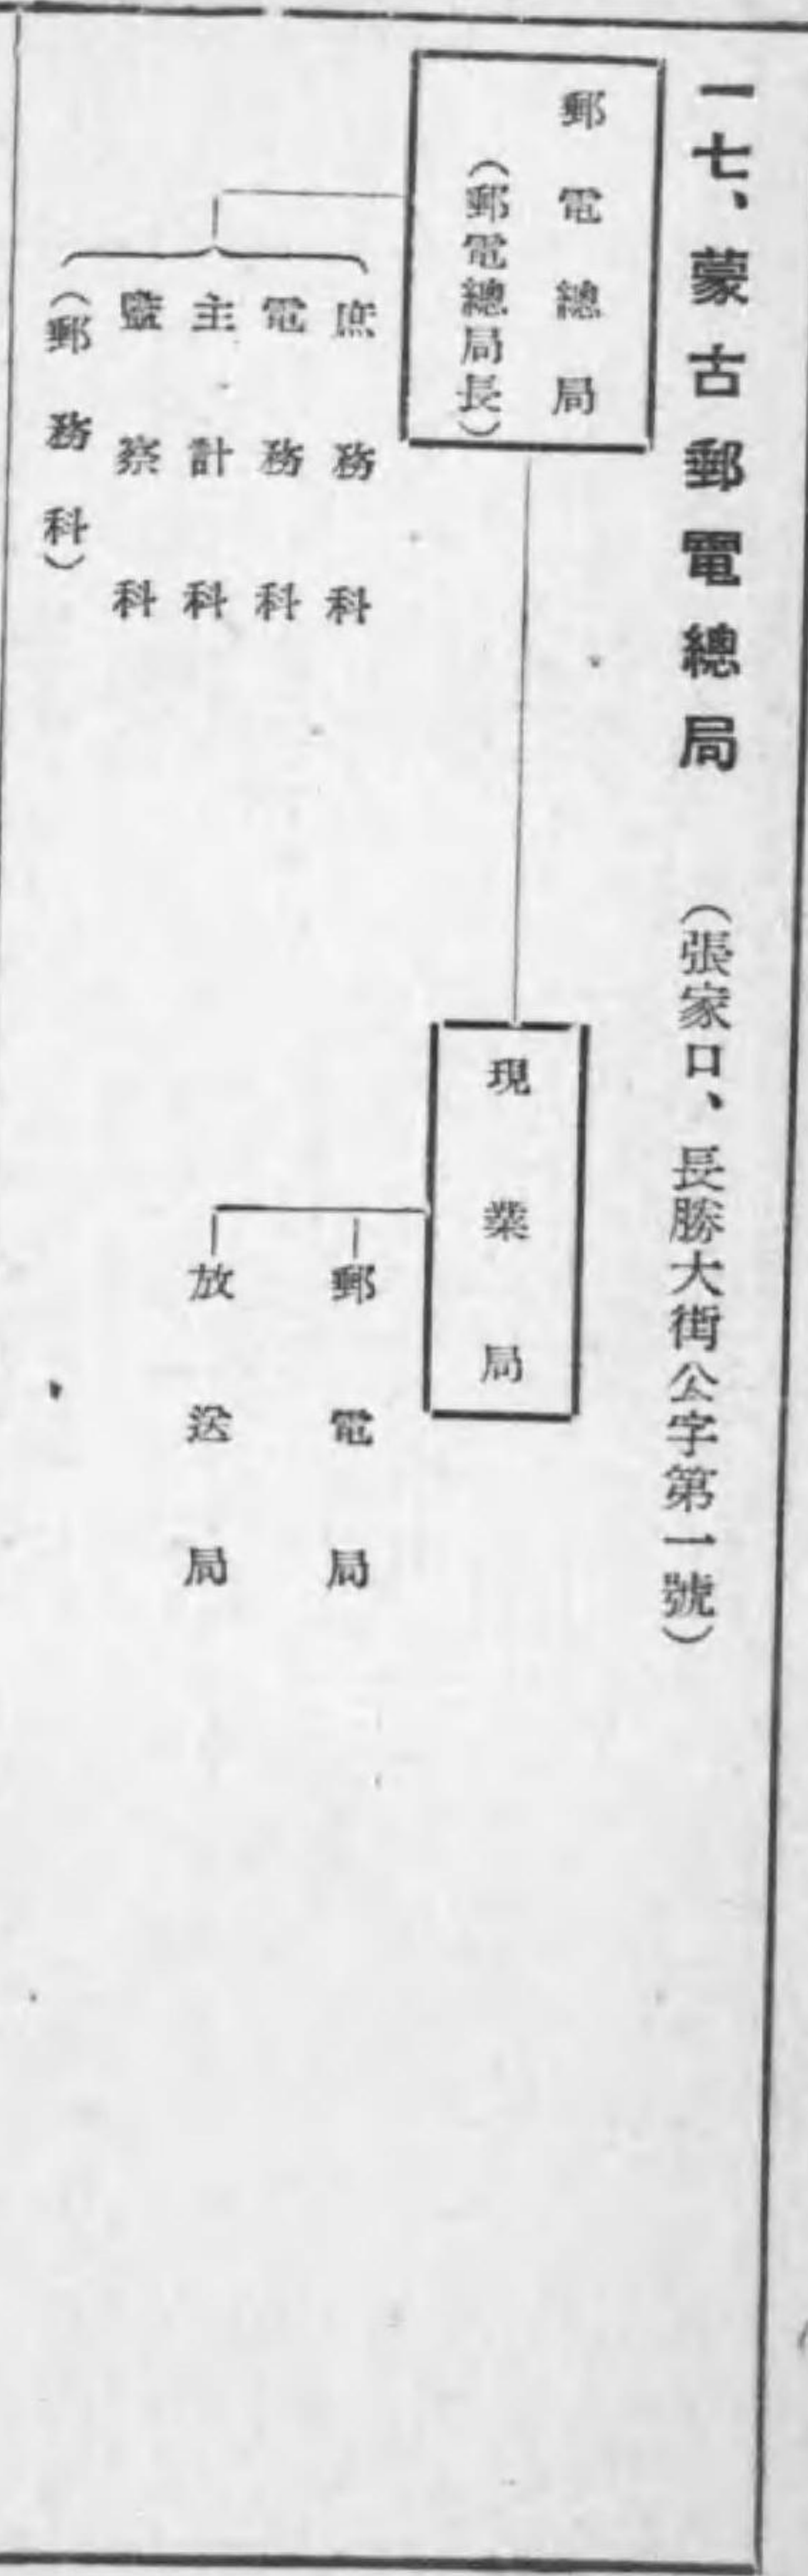 一七、蒙古郵電總局 （張家口、長勝大街公字第一號）
郵電總局
（郵電總局長）
庶務科
電務科
主計科
監察科
（郵務科）
現業局
郵電局
放送局